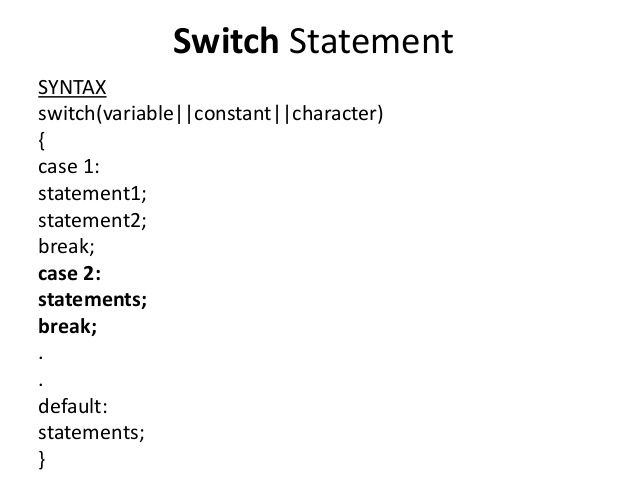 Switch Statement
SYNTAX
switch(variable||constant||character)
{
case 1:
statement1;
statement2;
break;
case 2:
statements;
break;
.
.
default:
statements;
}